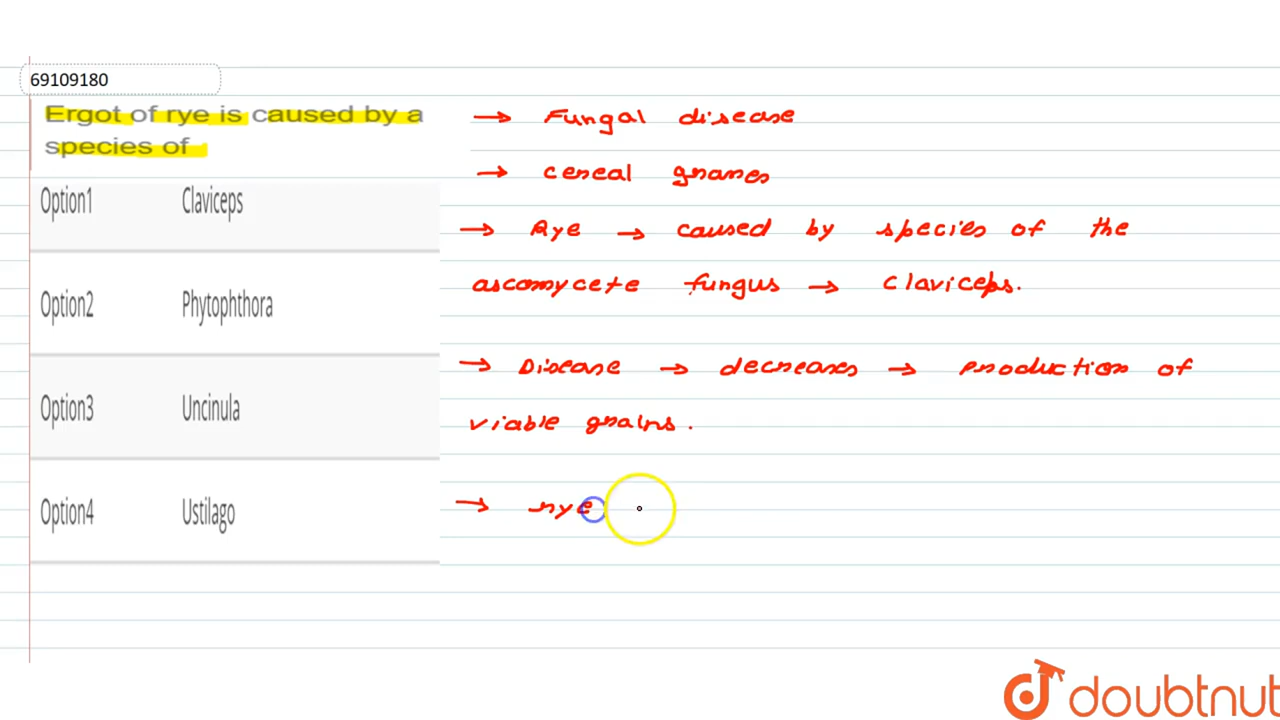 69109180
Ergot of rye is caused by a
species of
Option1 Claviceps
Option2 Phytophthora
Option3 Uncinula
Option4 Ustilago
→ Fungal disease
→ cereal grasses
→ Rye → caused by species of the
ascomycete fungus → claviceps.
→ Disease → decreases → production of
viable grains.
→ rye
doubtnut